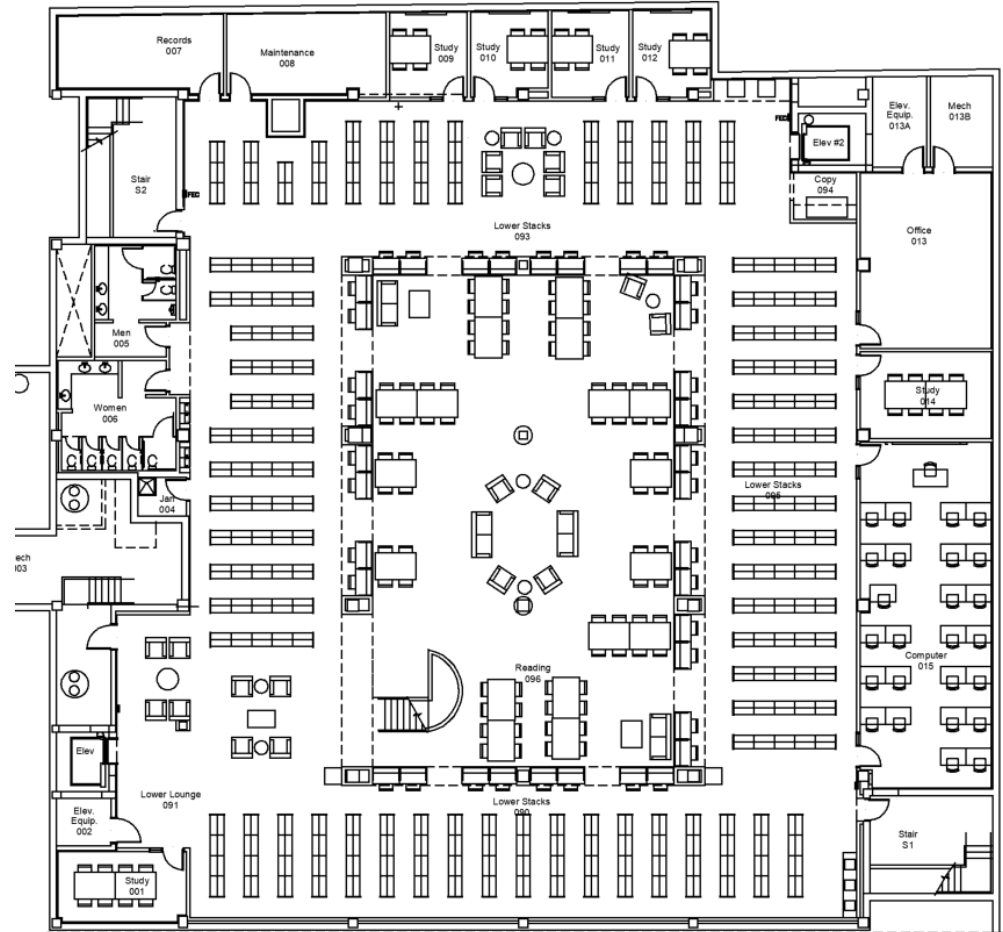 Records
007
Maintenance
008
Study
009
Study
010
Study
011
Study
012
Elev.
Equip.
013A
Mech
013B
FEC
Elev #2
Stair
S2
FEC
Copy
094
Lower Stacks
093
Office
013
Men
005
Women
006
Study
014
Jan
004
Lower Stacks
095
ech
003
Computer
015
Reading
096
Elev
Lower Lounge
091
Lower Stacks
090
Elev.
Equip.
002
Stair
S1
Study
001